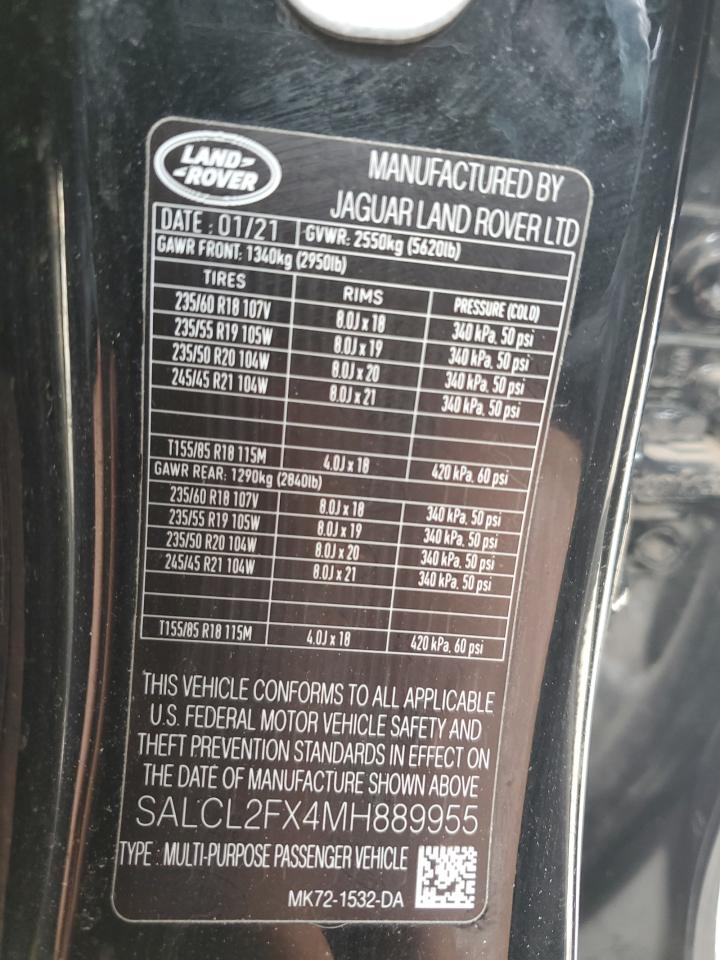 LAND-
-ROVER
MANUFACTURED BY
JAGUAR LAND ROVER LTD
DATE : 01/21 GVWR: 2550kg (5620lb)
GAWR FRONT: 1340kg (2950lb)
TIRES RIMS PRESSURE (COLD)
235/60 R18 107V 8.0J x 18 340 kPa, 50 psi
235/55 R19 105W 8.0J x 19 340 kPa, 50 psi
235/50 R20 104W 8.0J x 20 340 kPa, 50 psi
245/45 R21 104W 8.0J x 21 340 kPa, 50 psi
T155/85 R18 115M 4.0J x 18 420 kPa, 60 psi
GAWR REAR: 1290kg (2840lb)
235/60 R18 107V 8.0J x 18 340 kPa, 50 psi
235/55 R19 105W 8.0J x 19 340 kPa, 50 psi
235/50 R20 104W 8.0J x 20 340 kPa, 50 psi
245/45 R21 104W 8.0J x 21 340 kPa, 50 psi
T155/85 R18 115M 4.0J x 18 420 kPa, 60 psi
THIS VEHICLE CONFORMS TO ALL APPLICABLE
U.S. FEDERAL MOTOR VEHICLE SAFETY AND
THEFT PREVENTION STANDARDS IN EFFECT ON
THE DATE OF MANUFACTURE SHOWN ABOVE
SALCL2FX4MH889955
TYPE : MULTI-PURPOSE PASSENGER VEHICLE
MK72-1532-DA